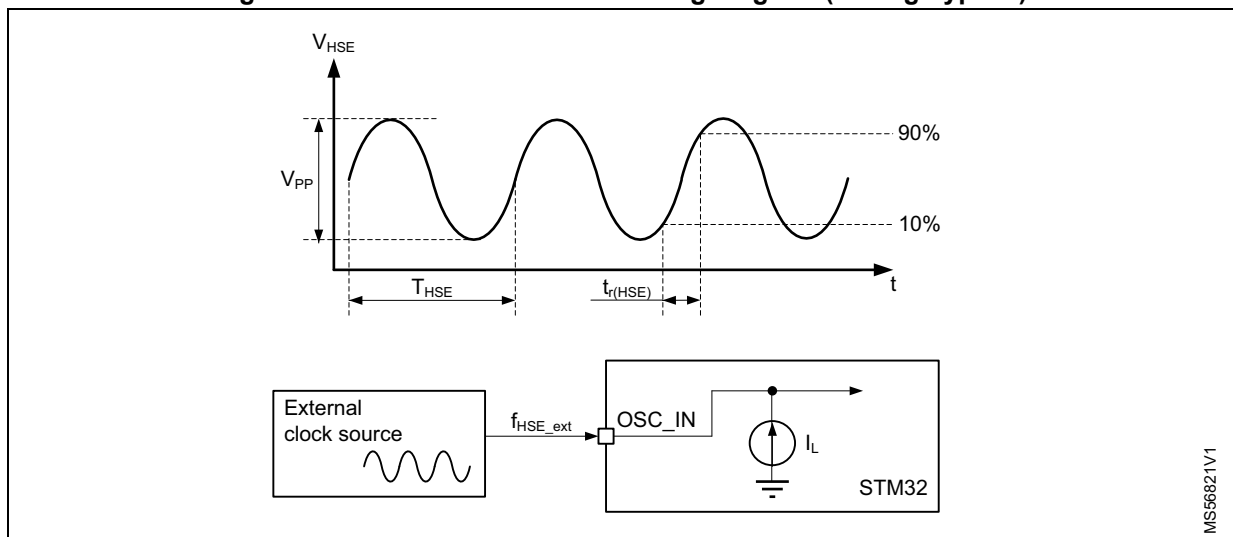 V_HSE
90%
V_PP
10%
t
T_HSE
t_r(HSE)
External
clock source
f_HSE_ext
OSC_IN
I_L
STM32
MS56821V1